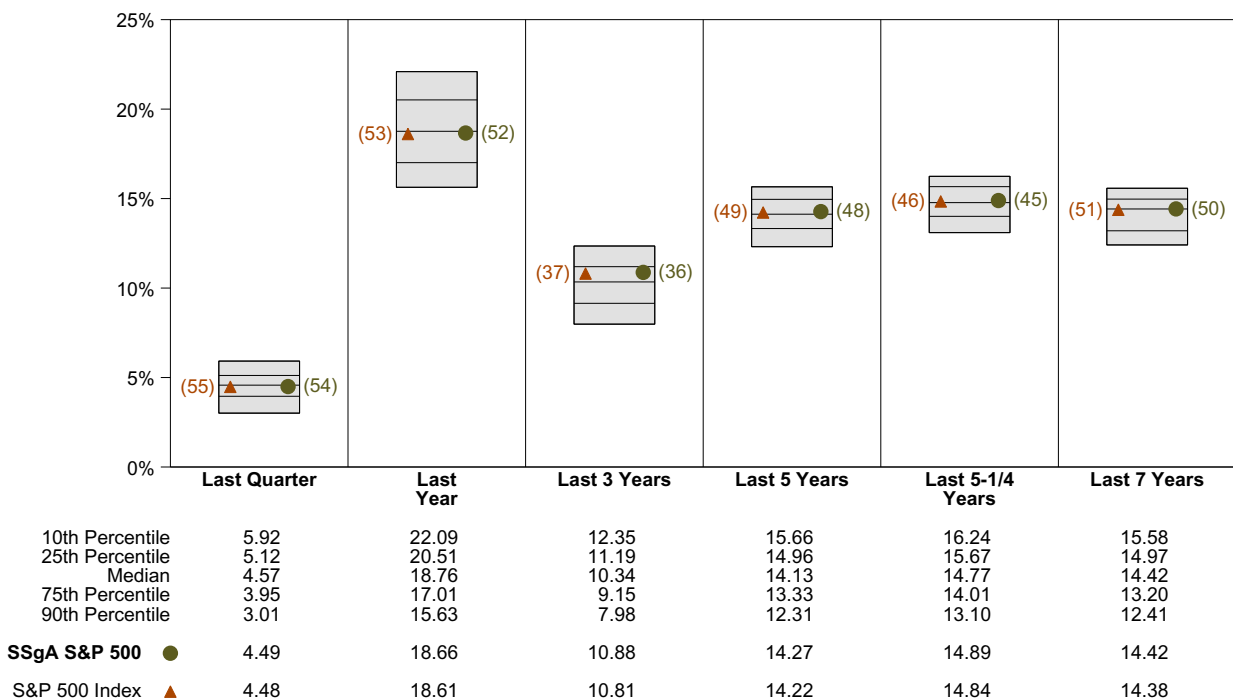 25%
20%
15%
10%
5%
0%
(55) (54)
(53) (52)
(37) (36)
(49) (48)
(46) (45)
(51) (50)
Last Quarter Last Year Last 3 Years Last 5 Years Last 5-1/4 Years Last 7 Years
10th Percentile 5.92 22.09 12.35 15.66 16.24 15.58
25th Percentile 5.12 20.51 11.19 14.96 15.67 14.97
Median 4.57 18.76 10.34 14.13 14.77 14.42
75th Percentile 3.95 17.01 9.15 13.33 14.01 13.20
90th Percentile 3.01 15.63 7.98 12.31 13.10 12.41
SSgA S&P 500 4.49 18.66 10.88 14.27 14.89 14.42
S&P 500 Index 4.48 18.61 10.81 14.22 14.84 14.38